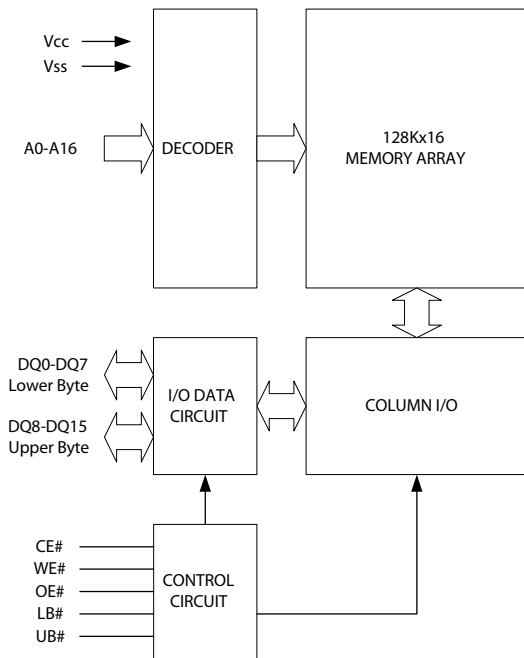 Vcc
Vss
A0-A16
DECODER
128Kx16
MEMORY ARRAY
DQ0-DQ7
Lower Byte
DQ8-DQ15
Upper Byte
I/O DATA
CIRCUIT
COLUMN I/O
CE#
WE#
OE#
LB#
UB#
CONTROL
CIRCUIT